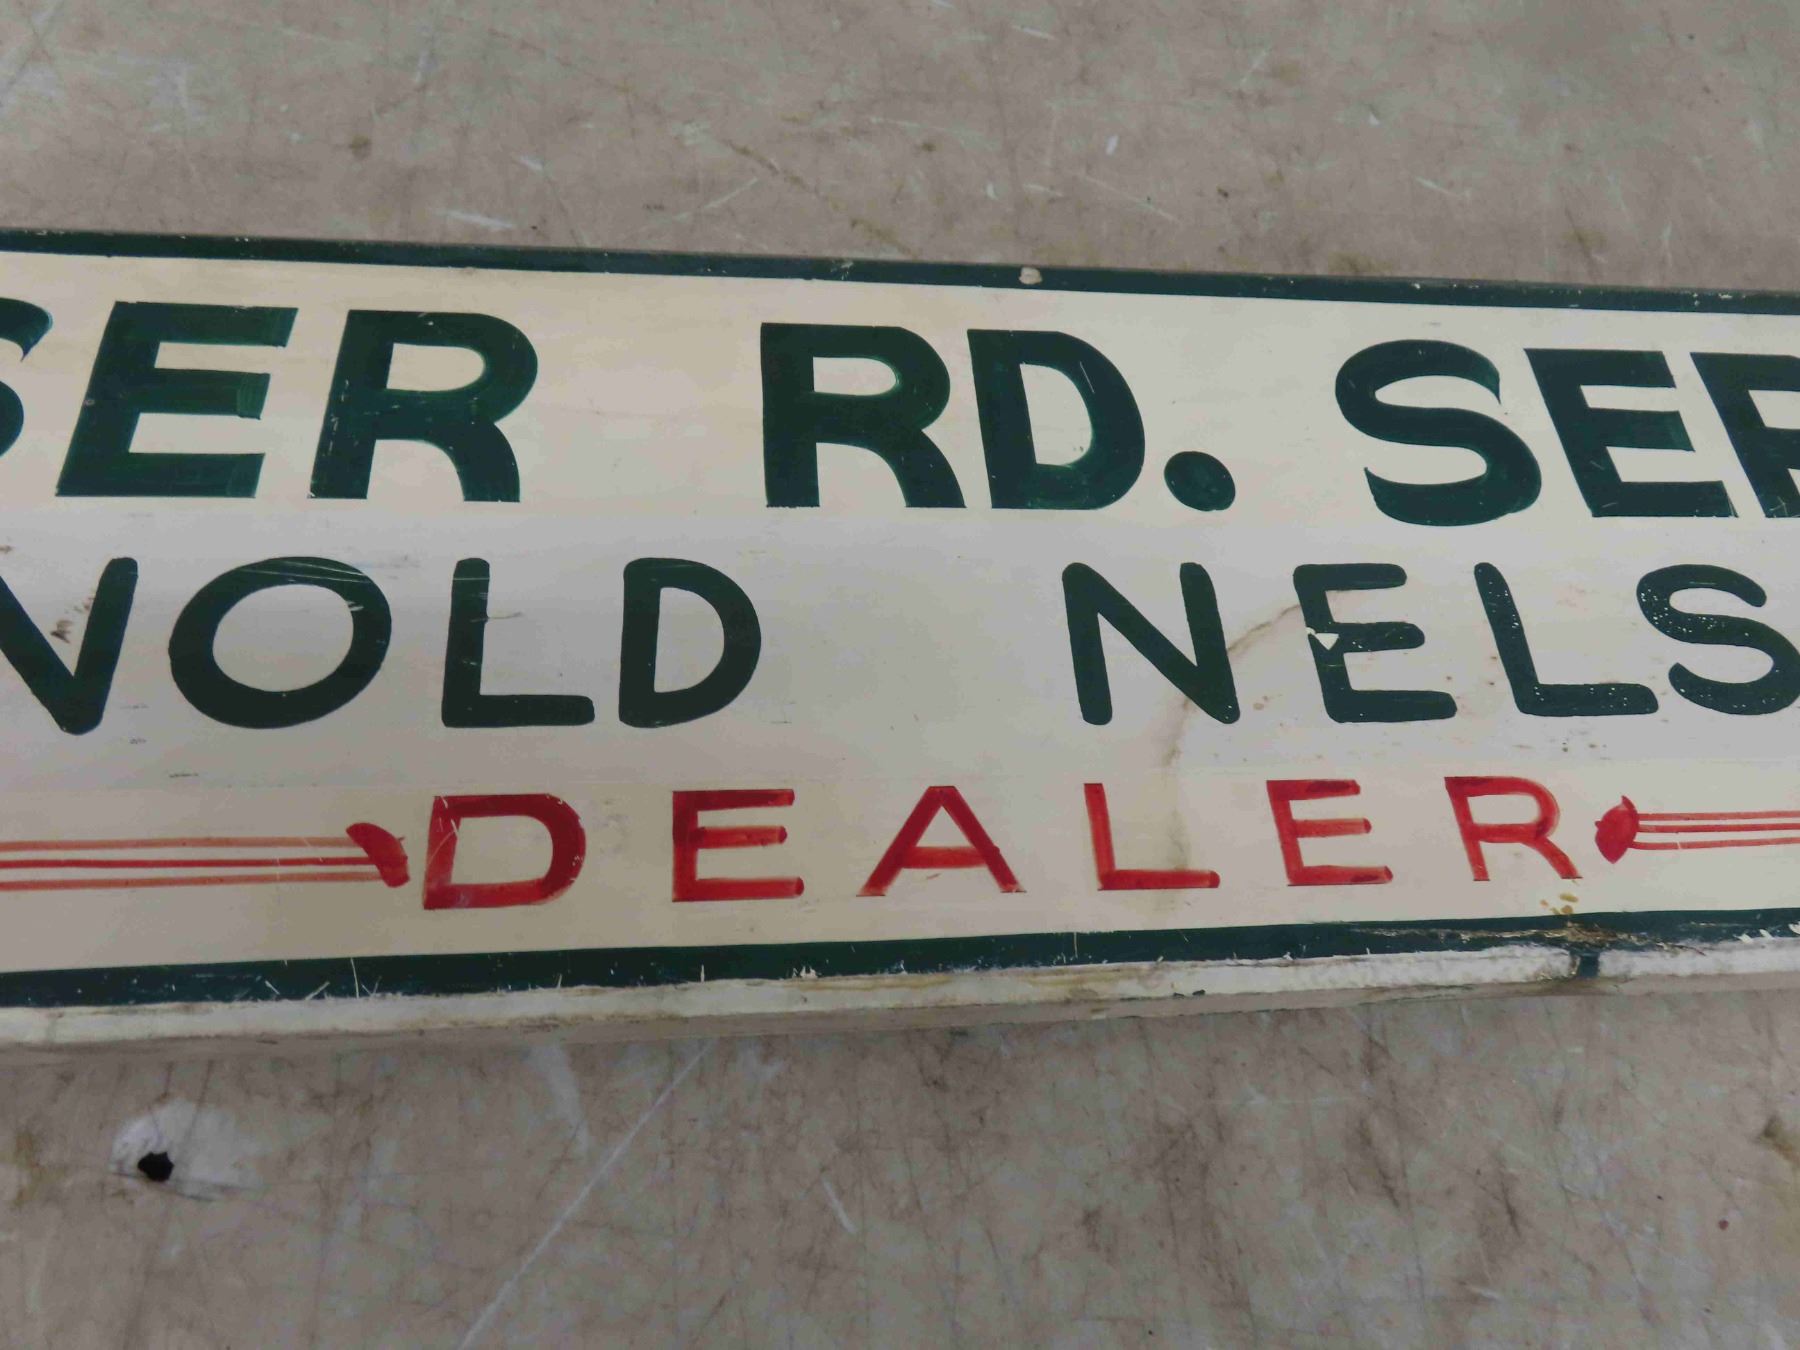 SER RD. SER
NOLD NELS
DEALER